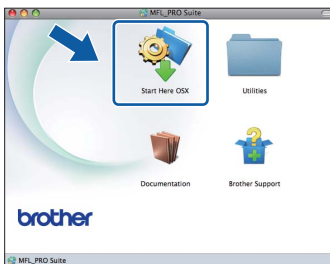 MFL_PRO Suite
Start Here OSX
Utilities
Documentation
Brother Support
brother
MFL_PRO Suite